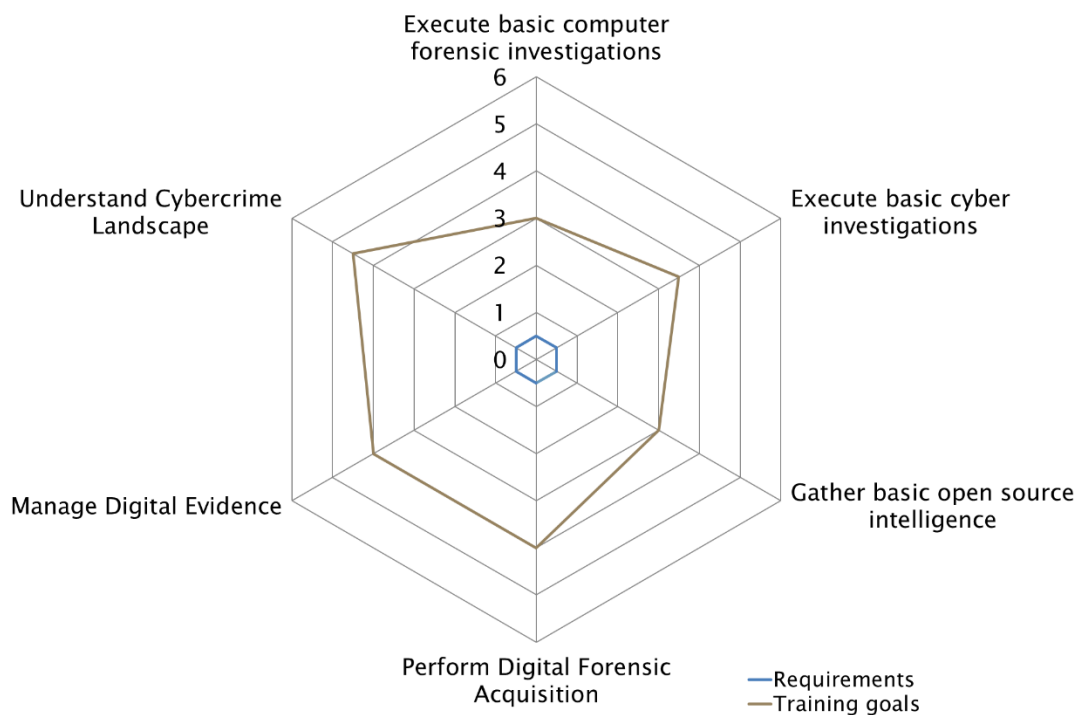 Execute basic computer
forensic investigations
6
5
4
3
2
1
0
Understand Cybercrime
Landscape
Execute basic cyber
investigations
Manage Digital Evidence
Gather basic open source
intelligence
Perform Digital Forensic
Acquisition
Requirements
Training goals